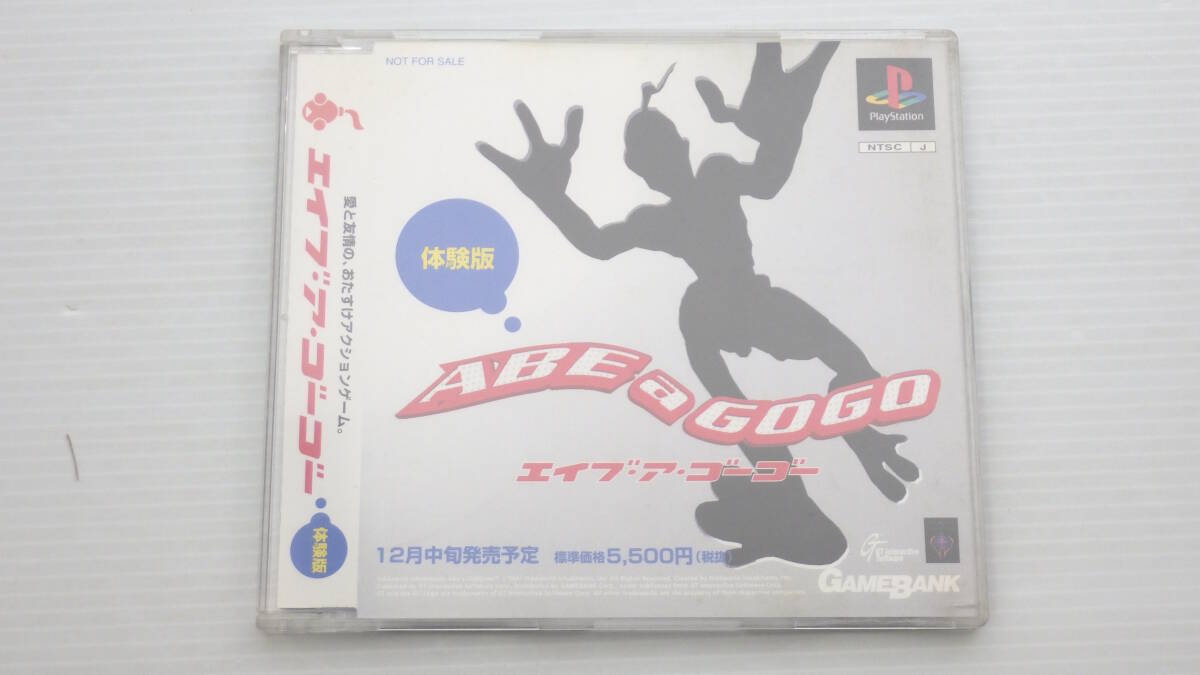 NOT FOR SALE
PlayStation
NTSC J
エイブ・ア・ゴーゴー
体験版
愛と友情の、おたすけアクションゲーム。
体験版
ABE a GOGO
エイブ・ア・ゴーゴー
12月中旬発売予定 標準価格5,500円(税抜)
GT Interactive
Software
GAMEBANK